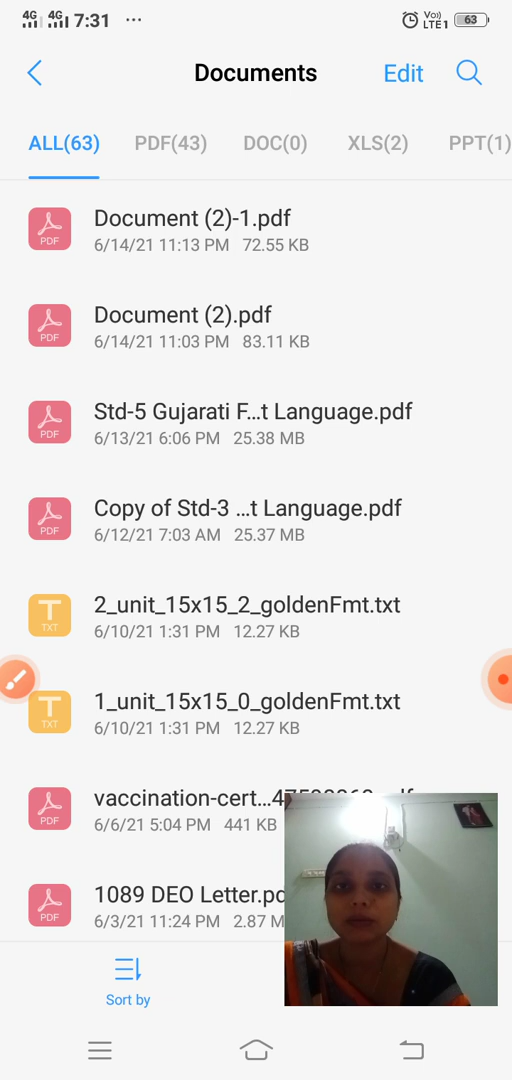 4G 4G 7:31 ... Vo) LTE1 63
Documents Edit
ALL(63) PDF(43) DOC(0) XLS(2) PPT(1)
Document (2)-1.pdf
PDF 6/14/21 11:13 PM 72.55 KB
Document (2).pdf
PDF 6/14/21 11:03 PM 83.11 KB
Std-5 Gujarati F...t Language.pdf
PDF 6/13/21 6:06 PM 25.38 MB
Copy of Std-3 ...t Language.pdf
PDF 6/12/21 7:03 AM 25.37 MB
2_unit_15x15_2_goldenFmt.txt
TXT 6/10/21 1:31 PM 12.27 KB
1_unit_15x15_0_goldenFmt.txt
TXT 6/10/21 1:31 PM 12.27 KB
vaccination-cert...
PDF 6/6/21 5:04 PM 441 KB
1089 DEO Letter
PDF 6/3/21 11:24 PM 2.87 M
Sort by